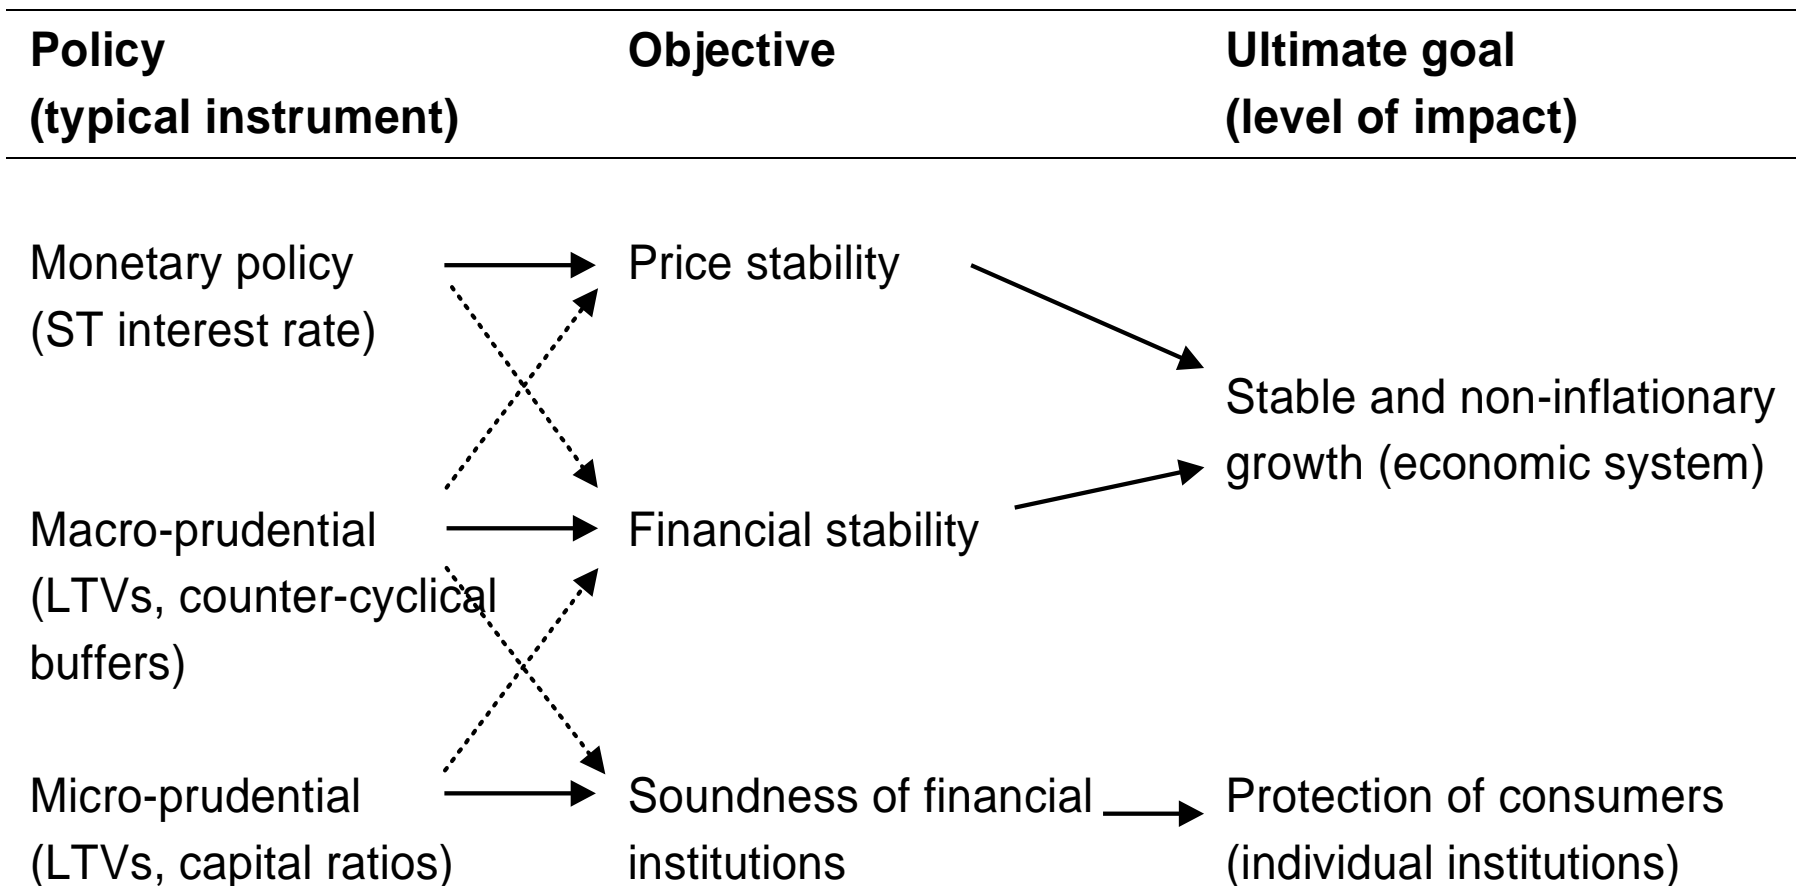 Policy
(typical instrument)
Objective
Ultimate goal
(level of impact)
Monetary policy
(ST interest rate)
Price stability
Stable and non-inflationary
growth (economic system)
Macro-prudential
(LTVs, counter-cyclical
buffers)
Financial stability
Micro-prudential
(LTVs, capital ratios)
Soundness of financial
institutions
Protection of consumers
(individual institutions)